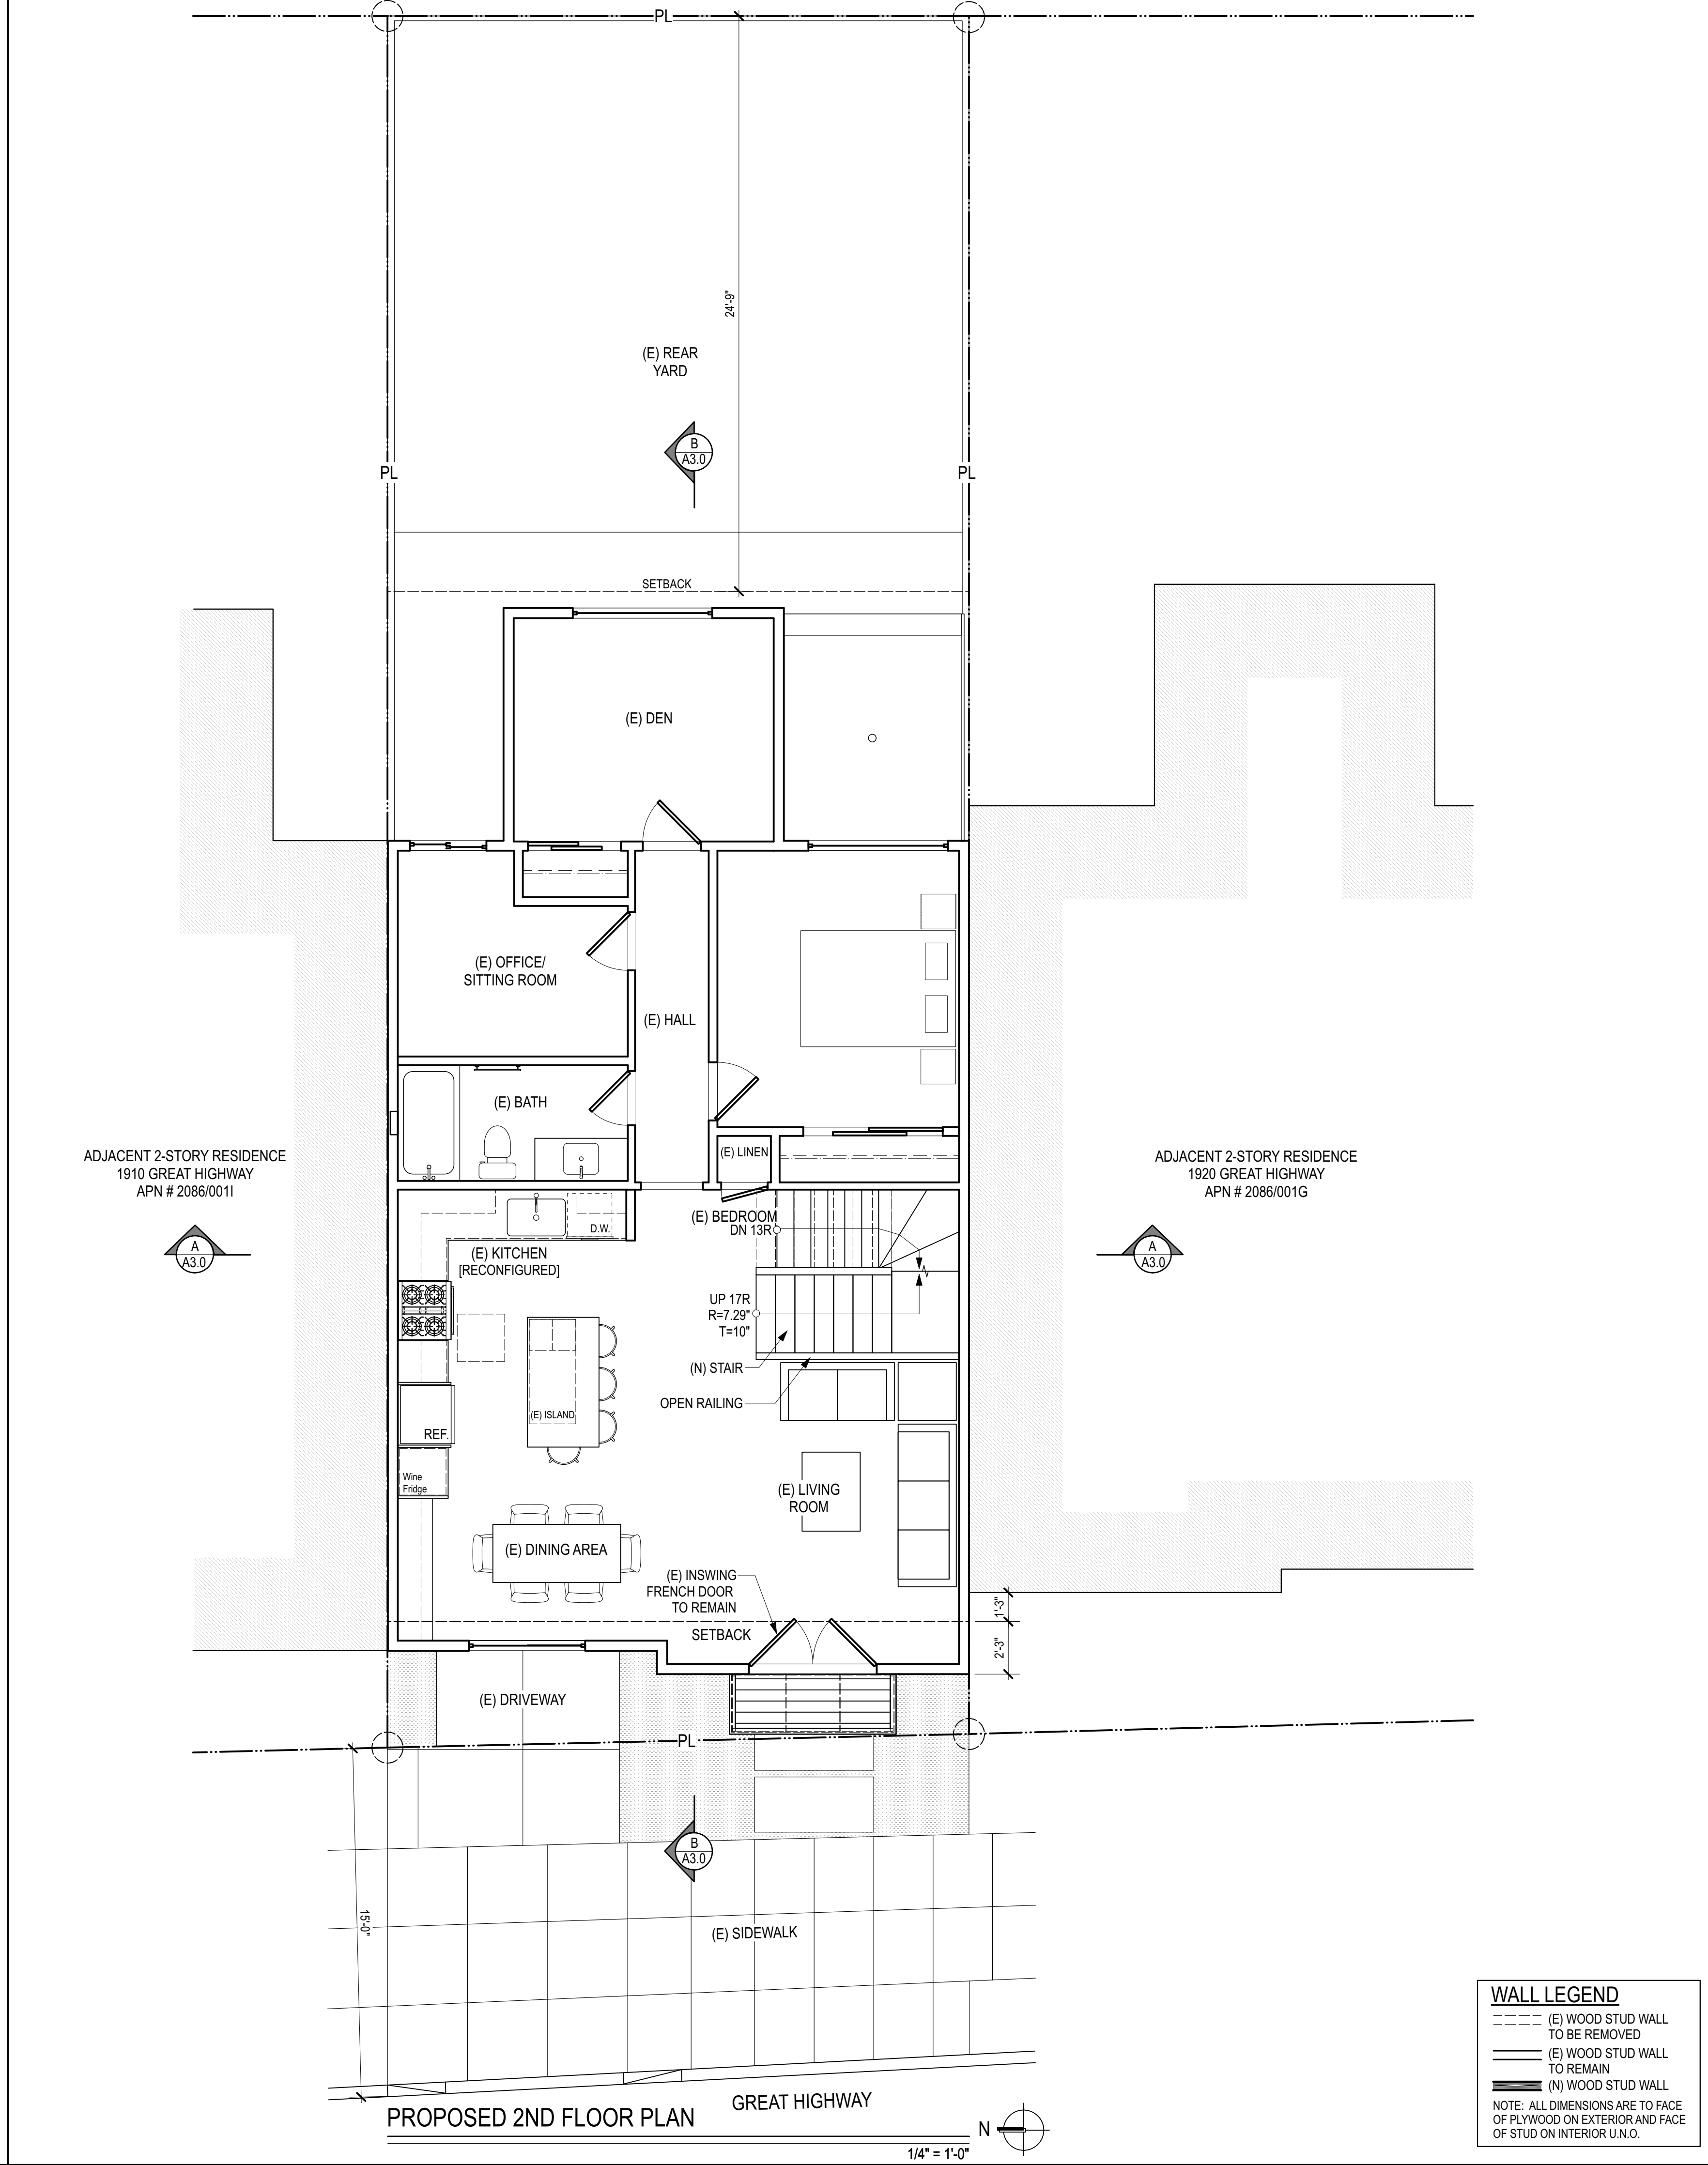 PL
24'-9"
(E) REAR
YARD
B
A3.0
PL
PL
SETBACK
(E) DEN
(E) OFFICE/
SITTING ROOM
(E) HALL
(E) BATH
(E) LINEN
ADJACENT 2-STORY RESIDENCE
1910 GREAT HIGHWAY
APN # 2086/001I
ADJACENT 2-STORY RESIDENCE
1920 GREAT HIGHWAY
APN # 2086/001G
A
A3.0
A
A3.0
(E) BEDROOM
DN 13R
D.W.
(E) KITCHEN
[RECONFIGURED]
UP 17R
R=7.29"
T=10"
(N) STAIR
OPEN RAILING
(E) ISLAND
REF.
Wine
Fridge
(E) LIVING
ROOM
(E) DINING AREA
(E) INSWING
FRENCH DOOR
TO REMAIN
SETBACK
1'-3"
2'-3"
(E) DRIVEWAY
PL
B
A3.0
15'-0"
(E) SIDEWALK
GREAT HIGHWAY
PROPOSED 2ND FLOOR PLAN
N
1/4" = 1'-0"
WALL LEGEND
(E) WOOD STUD WALL
TO BE REMOVED
(E) WOOD STUD WALL
TO REMAIN
(N) WOOD STUD WALL
NOTE: ALL DIMENSIONS ARE TO FACE
OF PLYWOOD ON EXTERIOR AND FACE
OF STUD ON INTERIOR U.N.O.